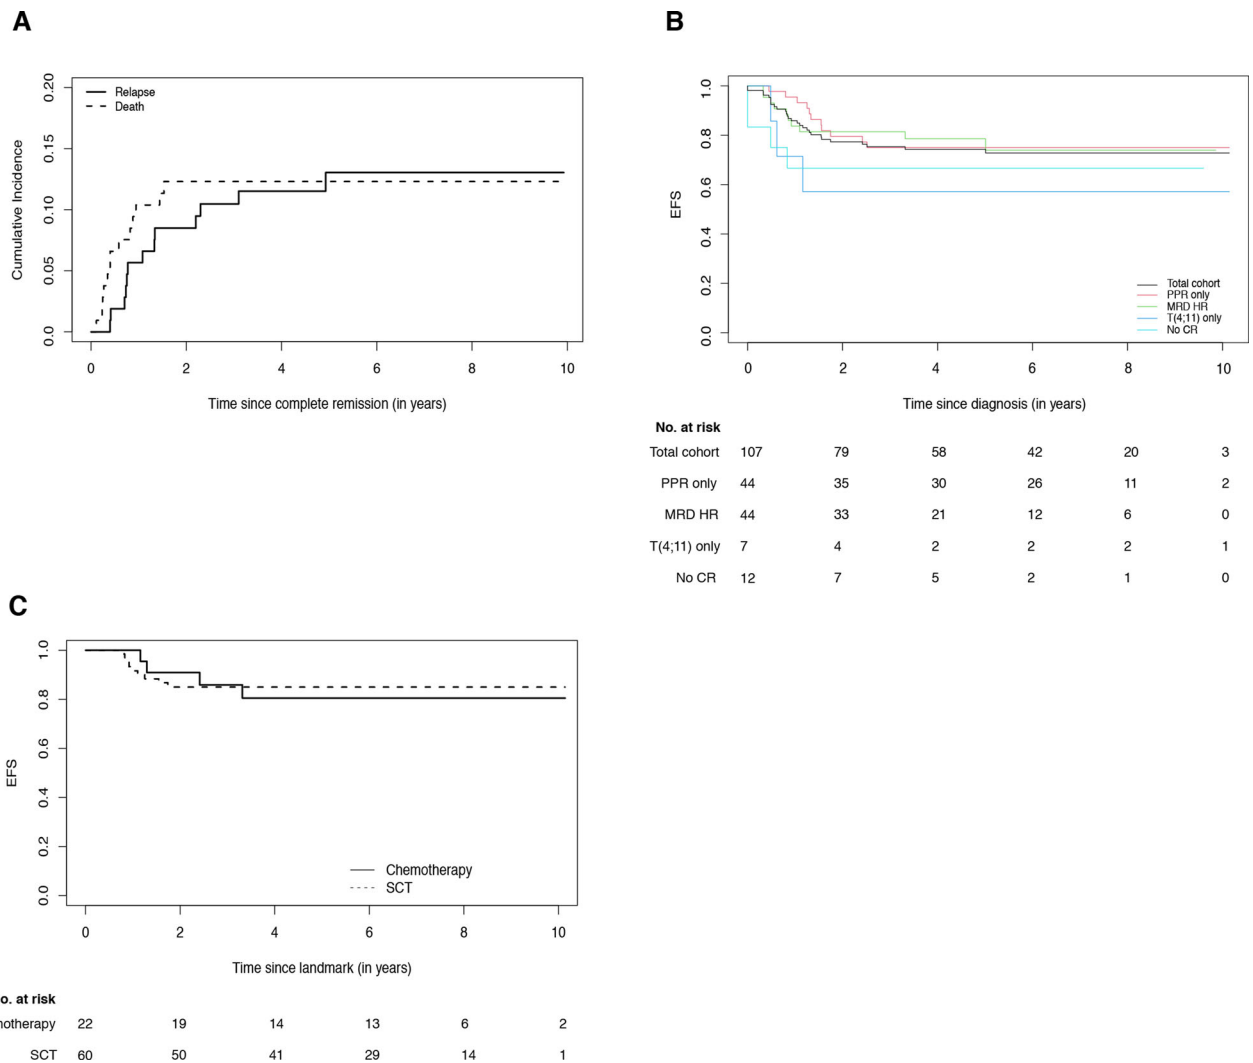 A
0.20
0.15
0.10
0.05
0.0
Cumulative Incidence
Relapse
Death
0 2 4 6 8 10
Time since complete remission (in years)
B
1.0
0.8
0.6
0.4
0.2
0.0
EFS
Total cohort
PPR only
MRD HR
T(4;11) only
No CR
0 2 4 6 8 10
Time since diagnosis (in years)
No. at risk
Total cohort 107 79 58 42 20 3
PPR only 44 35 30 26 11 2
MRD HR 44 33 21 12 6 0
T(4;11) only 7 4 2 2 2 1
No CR 12 7 5 2 1 0
C
1.0
0.8
0.6
0.4
0.2
0.0
EFS
Chemotherapy
SCT
0 2 4 6 8 10
Time since landmark (in years)
o. at risk
notherapy 22 19 14 13 6 2
SCT 60 50 41 29 14 1